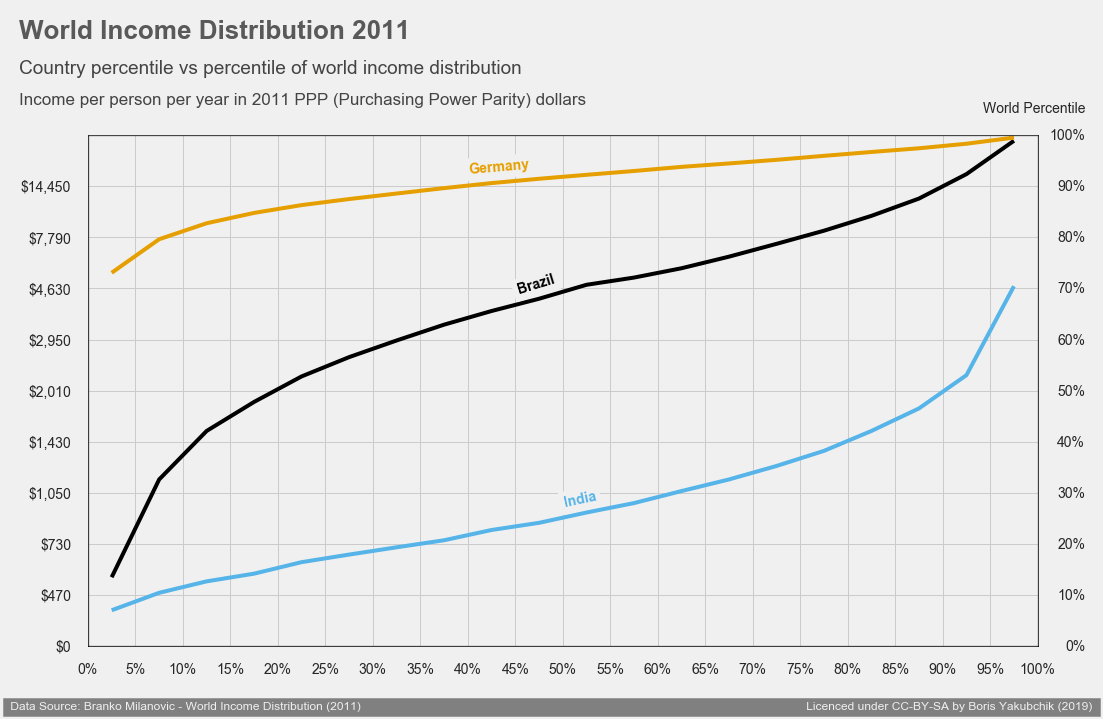 World Income Distribution 2011
Country percentile vs percentile of world income distribution
Income per person per year in 2011 PPP (Purchasing Power Parity) dollars
World Percentile
100%
Germany
$14,450 90%
$7,790 80%
Brazil
$4,630 70%
$2,950 60%
$2,010 50%
$1,430 40%
India
$1,050 30%
$730 20%
$470 10%
$0 0%
0% 5% 10% 15% 20% 25% 30% 35% 40% 45% 50% 55% 60% 65% 70% 75% 80% 85% 90% 95% 100%
Data Source: Branko Milanovic - World Income Distribution (2011) Licenced under CC-BY-SA by Boris Yakubchik (2019)